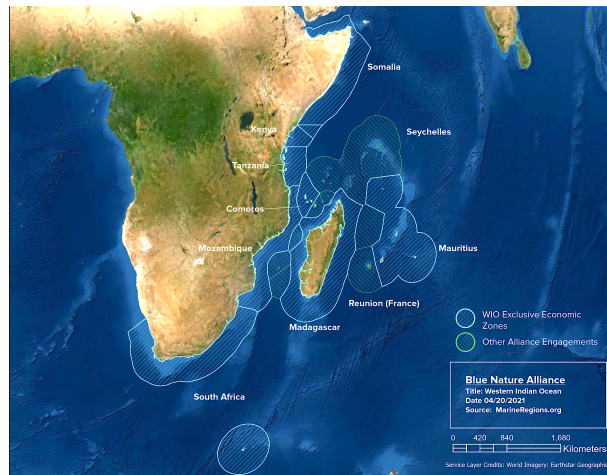 Somalia
Kenya
Seychelles
Tanzania
Comoros
Mozambique
Mauritius
Reunion (France)
Madagascar
South Africa
WIO Exclusive Economic
Zones
Other Alliance Engagements
Blue Nature Alliance
Title: Western Indian Ocean
Date 04/20/2021
Source: MarineRegions.org
0 420 840 1,680
Kilometers
Service Layer Credits: World Imagery: Earthstar Geographi